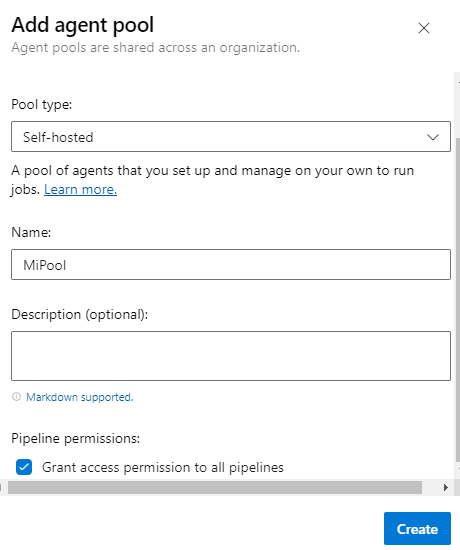 Add agent pool
Agent pools are shared across an organization.
Pool type:
Self-hosted
A pool of agents that you set up and manage on your own to run
jobs. Learn more.
Name:
MiPool
Description (optional):
Markdown supported.
Pipeline permissions:
Grant access permission to all pipelines
Create